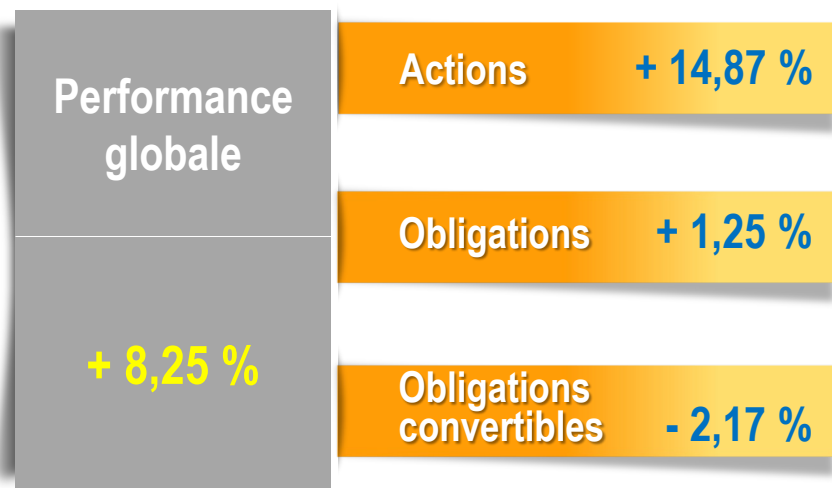 Performance
globale
+ 8,25 %
Actions + 14,87 %
Obligations + 1,25 %
Obligations
convertibles - 2,17 %